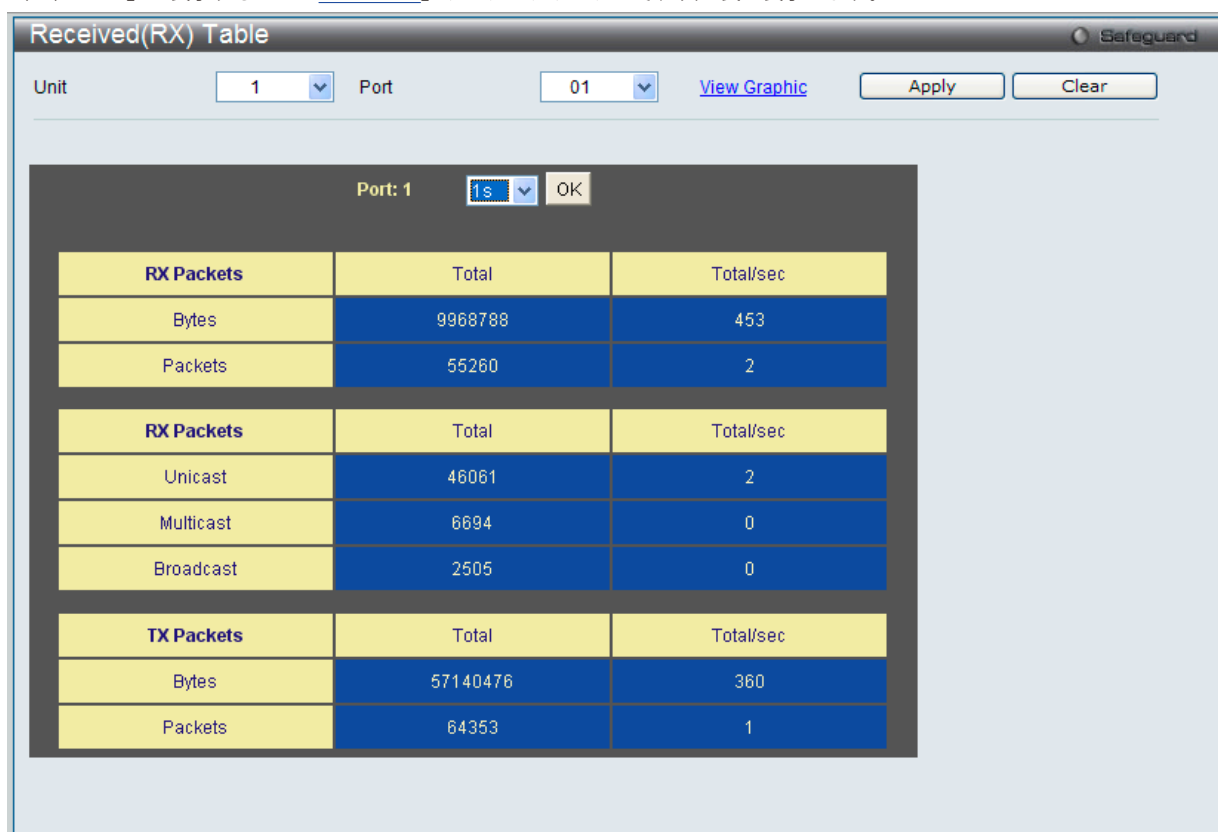 Received(RX) Table Safeguard
Unit 1 Port 01 View Graphic Apply Clear
Port: 1 1s OK
RX Packets Total Total/sec
Bytes 9968788 453
Packets 55260 2
RX Packets Total Total/sec
Unicast 46061 2
Multicast 6694 0
Broadcast 2505 0
TX Packets Total Total/sec
Bytes 57140476 360
Packets 64353 1